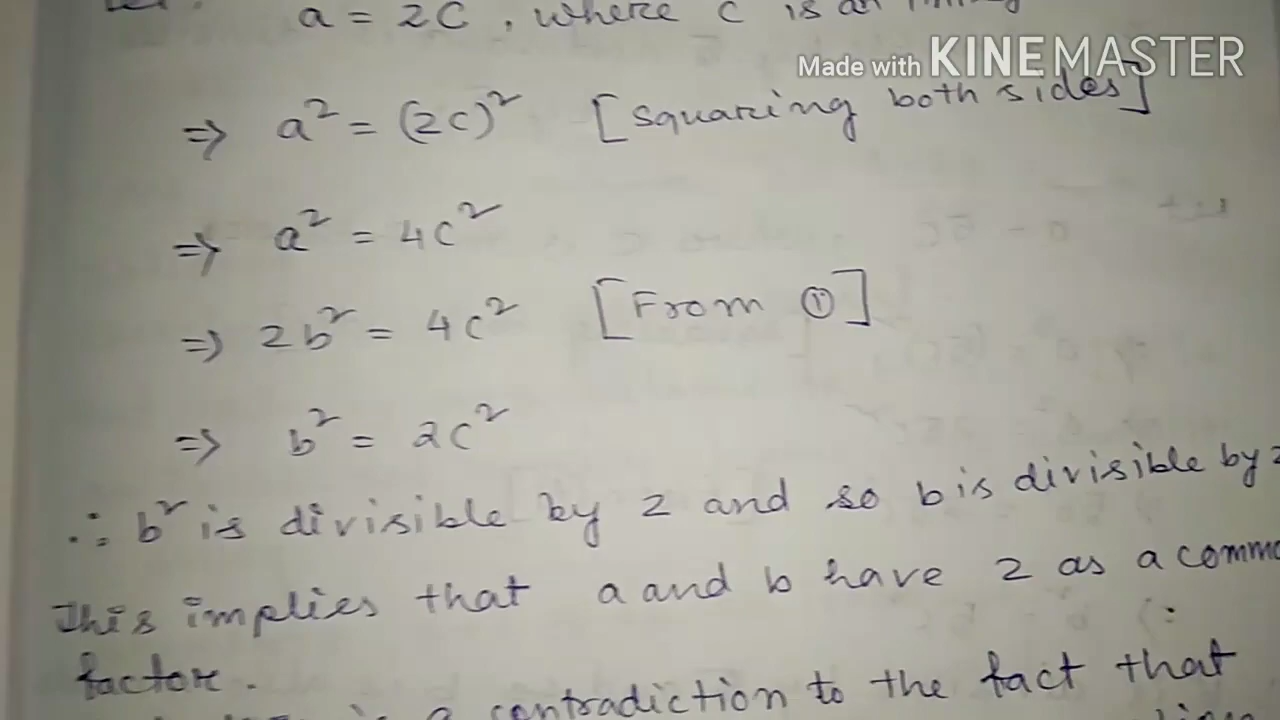 a = 2C, where c is an
Made with KINEMASTER
⇒ a² = (2c)² [squaring both sides]
⇒ a² = 4c²
⇒ 2b² = 4c² [From ①]
⇒ b² = 2c²
∴ b² is divisible by 2 and so b is divisible by 2
This implies that a and b have 2 as a commo
factor.
a contradiction to the fact that